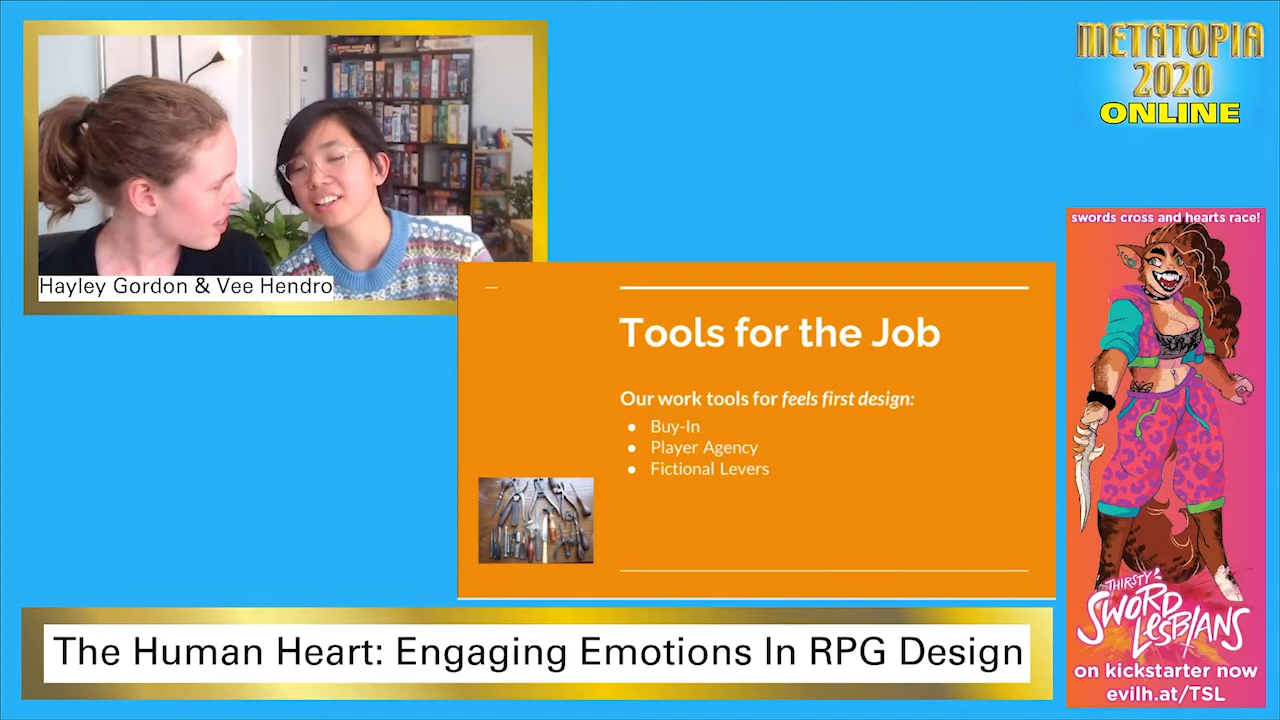 METATOPIA
2020
ONLINE
Hayley Gordon & Vee Hendro
swords cross and hearts race!
Tools for the Job
Our work tools for feels first design:
● Buy-In
● Player Agency
● Fictional Levers
THIRSTY
SWORD
LESBIANS
on kickstarter now
evilh.at/TSL
The Human Heart: Engaging Emotions In RPG Design